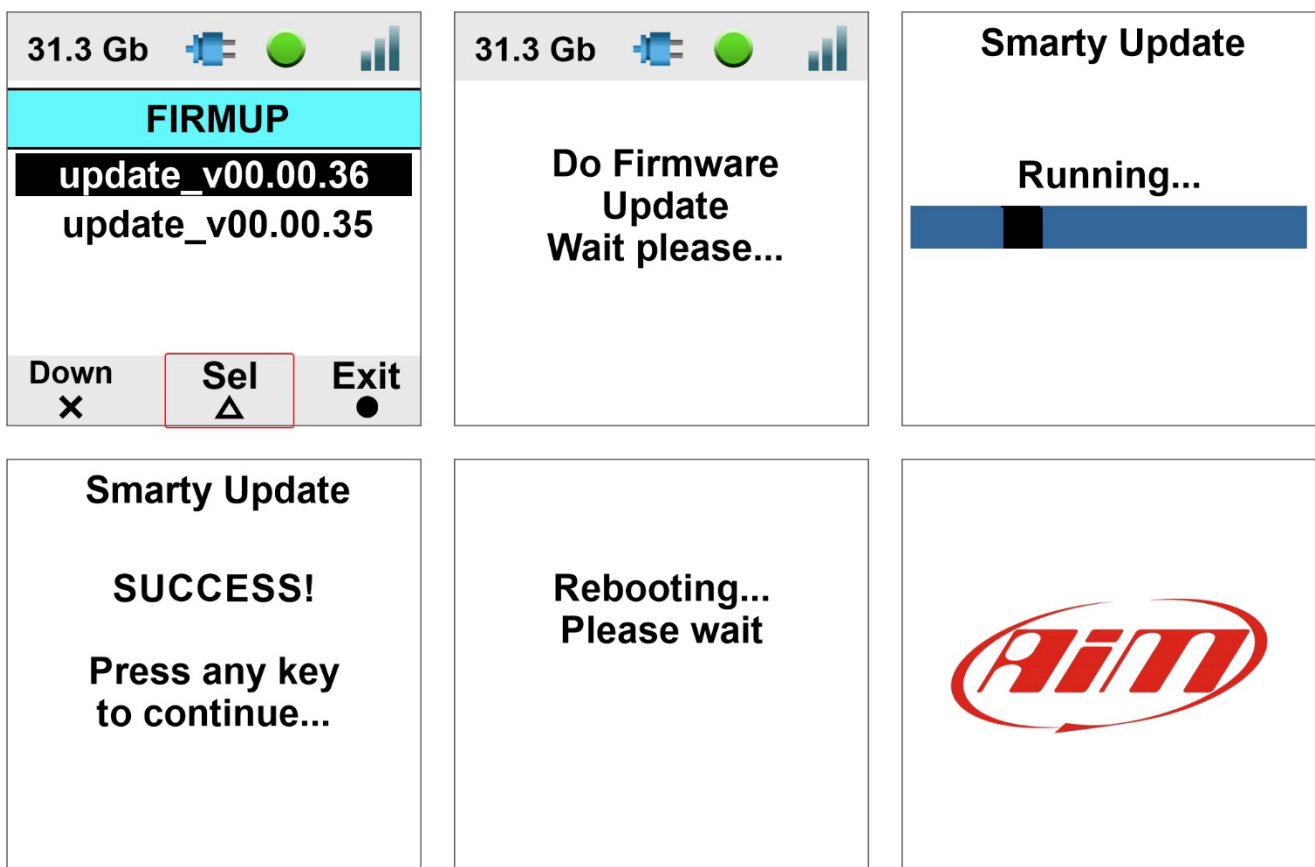 31.3 Gb
FIRMUP
update_v00.00.36
update_v00.00.35
Down
Sel
Exit
31.3 Gb
Do Firmware
Update
Wait please...
Smarty Update
Running...
Smarty Update
SUCCESS!
Press any key
to continue...
Rebooting...
Please wait
AiM